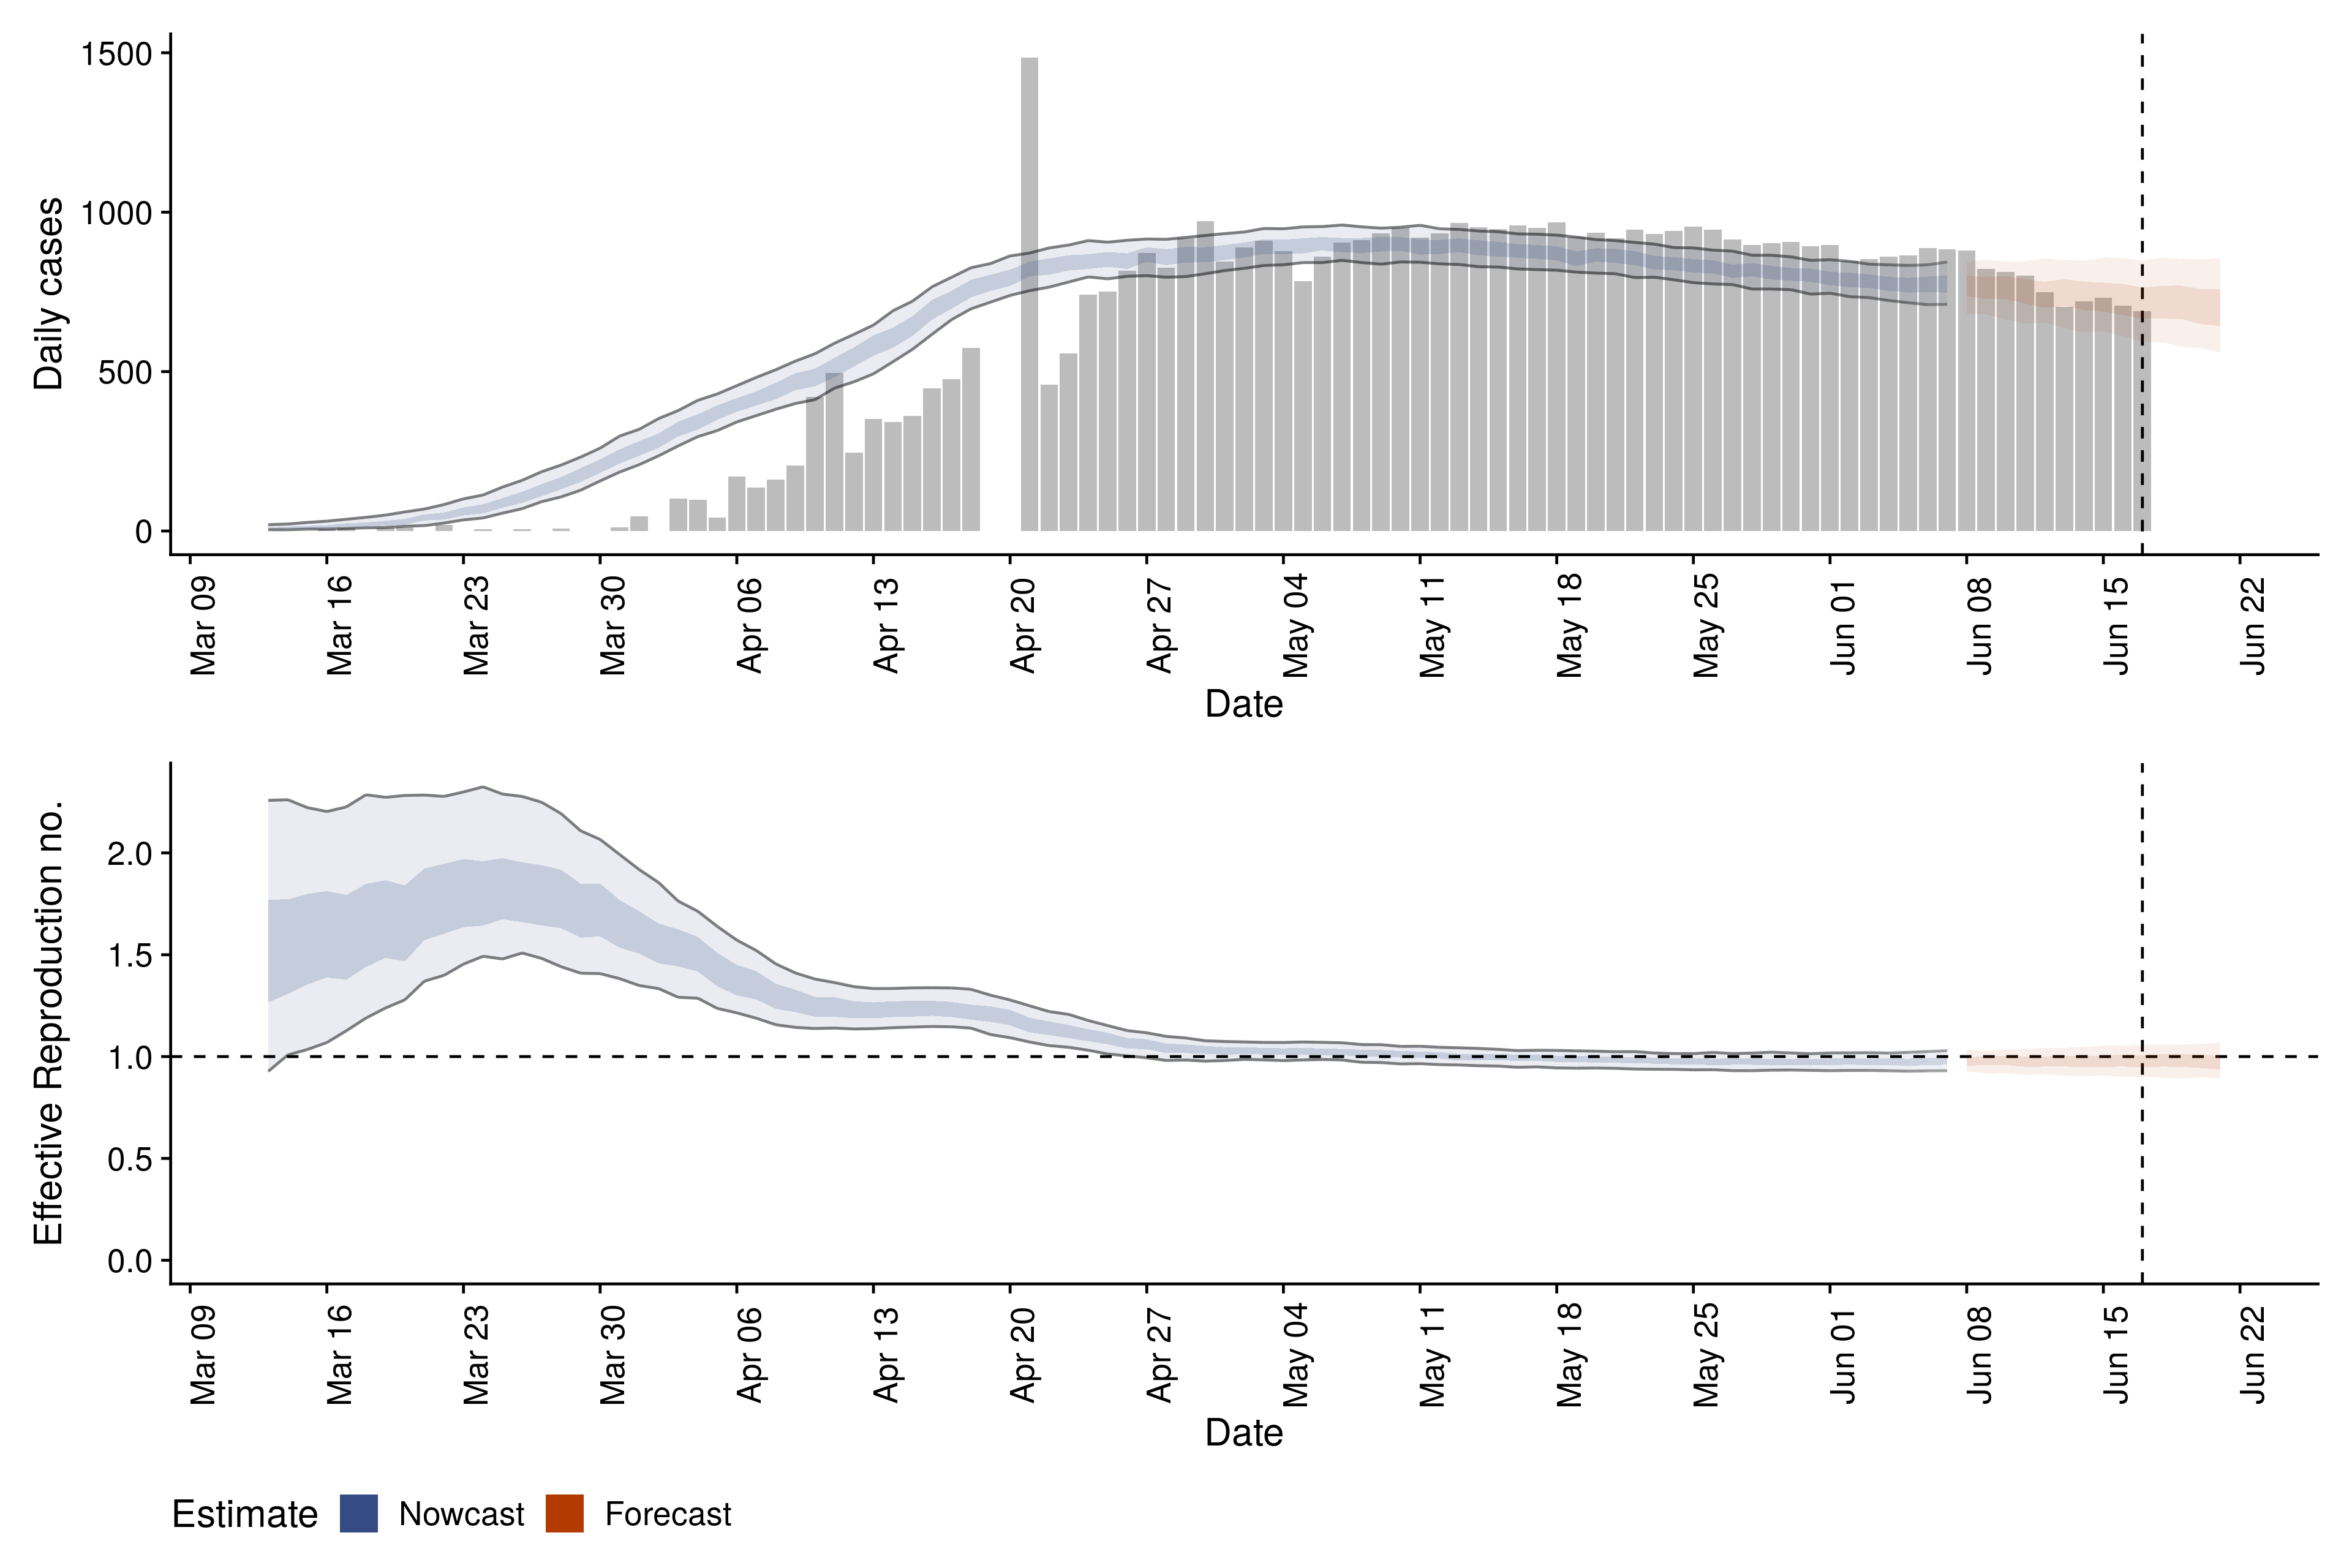 Daily cases
1500
1000
500
0
Mar 09
Mar 16
Mar 23
Mar 30
Apr 06
Apr 13
Apr 20
Apr 27
May 04
May 11
May 18
May 25
Jun 01
Jun 08
Jun 15
Jun 22
Date
Effective Reproduction no.
2.0
1.5
1.0
0.5
0.0
Mar 09
Mar 16
Mar 23
Mar 30
Apr 06
Apr 13
Apr 20
Apr 27
May 04
May 11
May 18
May 25
Jun 01
Jun 08
Jun 15
Jun 22
Date
Estimate Nowcast Forecast